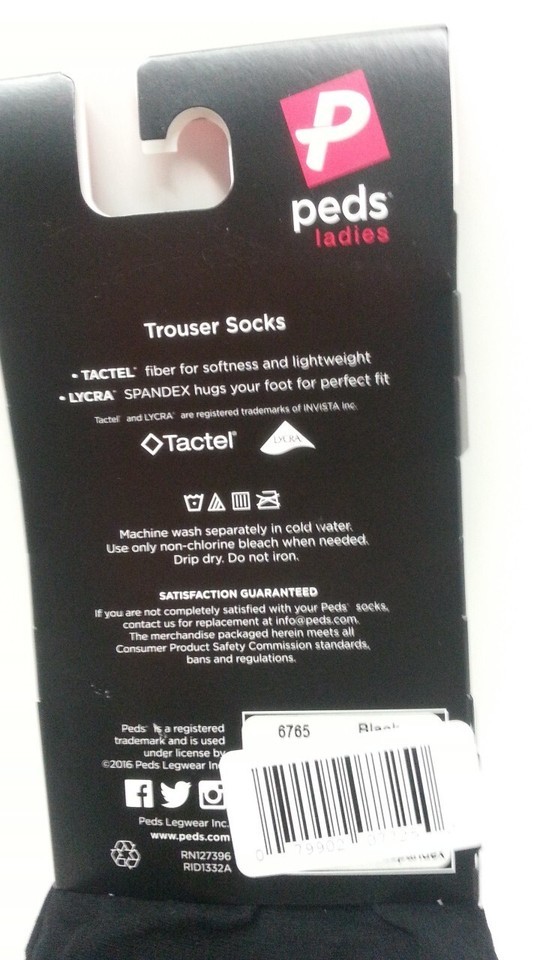 P
peds
ladies
Trouser Socks
• TACTEL® fiber for softness and lightweight
• LYCRA® SPANDEX hugs your foot for perfect fit
Tactel® and LYCRA® are registered trademarks of INVISTA Inc.
Tactel®
LYCRA
Machine wash separately in cold water.
Use only non-chlorine bleach when needed.
Drip dry. Do not iron.
SATISFACTION GUARANTEED
If you are not completely satisfied with your Peds® socks,
contact us for replacement at info@peds.com.
The merchandise packaged herein meets all
Consumer Product Safety Commission standards,
bans and regulations.
Peds® is a registered
trademark and is used
under license by
©2016 Peds Legwear Inc
Peds Legwear Inc.
www.peds.com
RN127396
RID1332A
6765 Black
0 79902
spandex